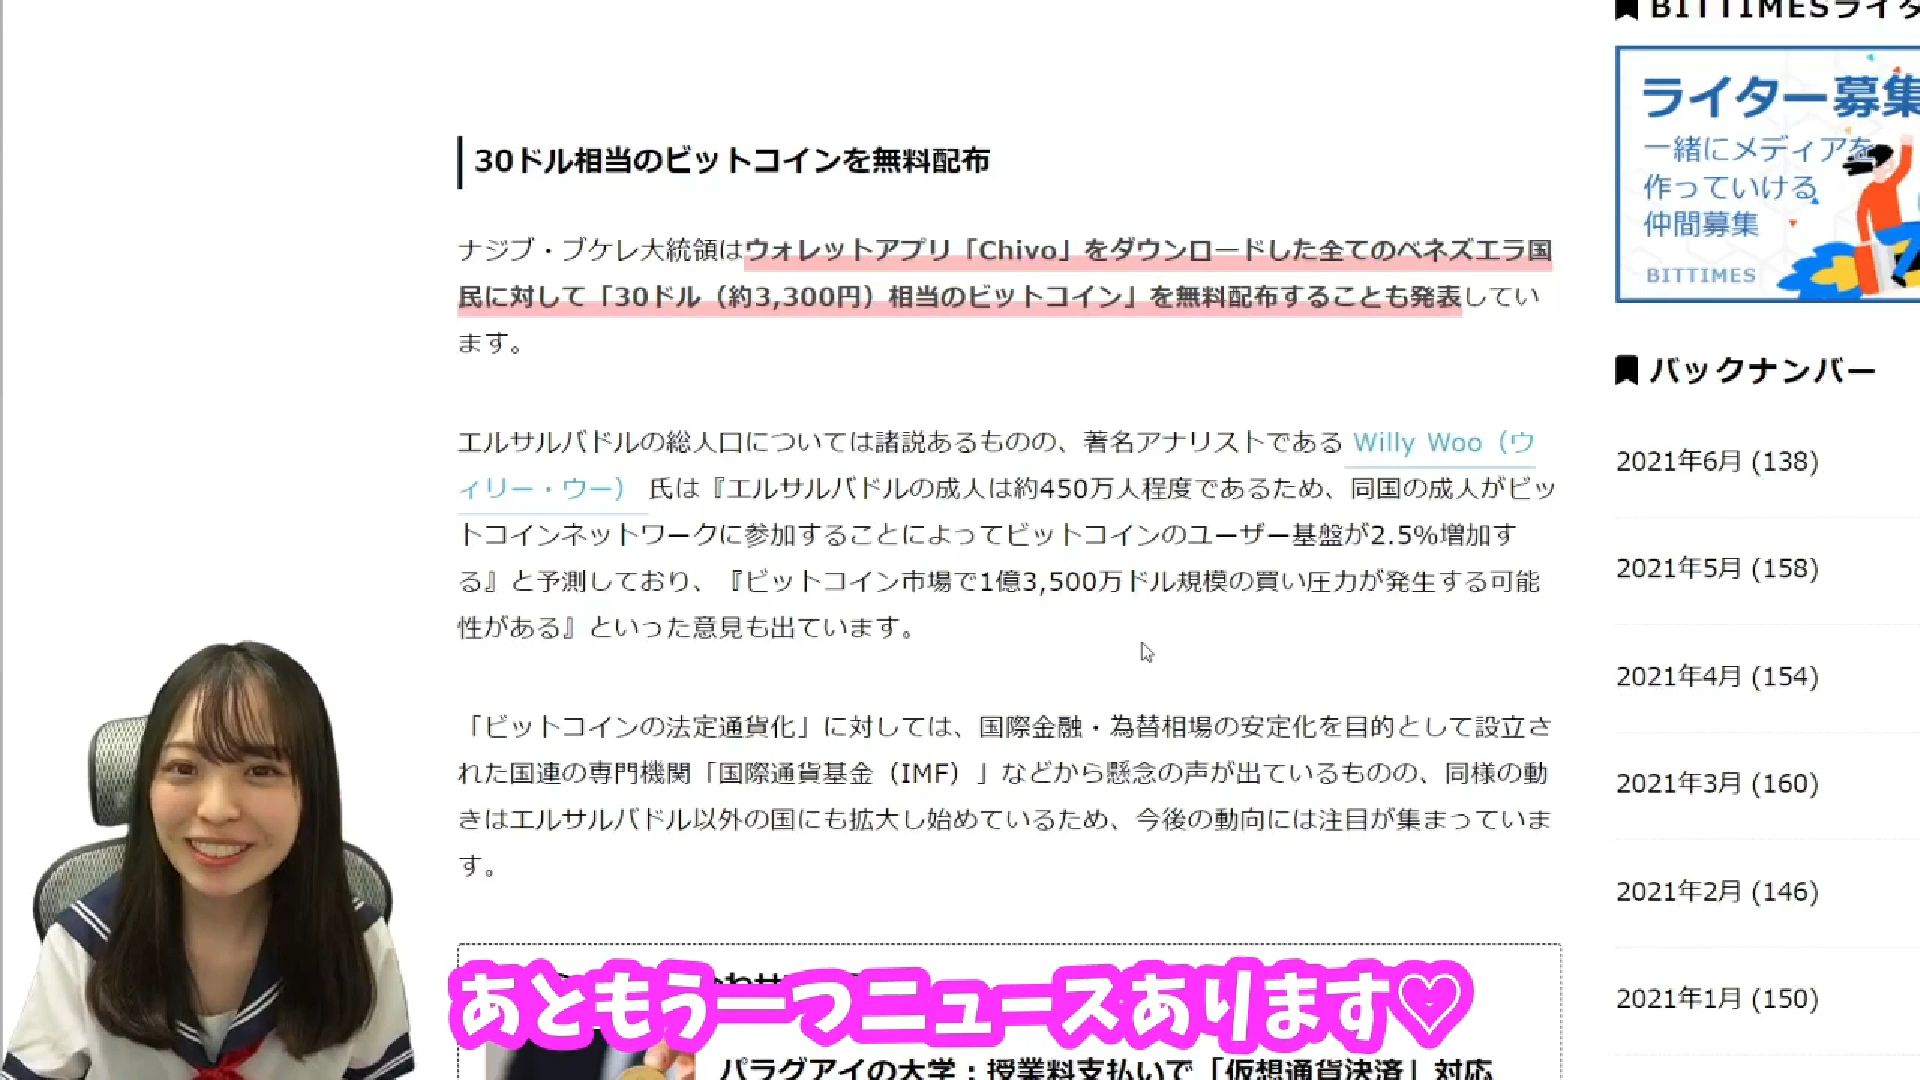 30ドル相当のビットコインを無料配布
ナジブ・ブケレ大統領はウォレットアプリ「Chivo」をダウンロードした全てのベネズエラ国
民に対して「30ドル（約3,300円）相当のビットコイン」を無料配布することも発表してい
ます。
エルサルバドルの総人口については諸説あるものの、著名アナリストである Willy Woo（ウ
ィリー・ウー） 氏は『エルサルバドルの成人は約450万人程度であるため、同国の成人がビッ
トコインネットワークに参加することによってビットコインのユーザー基盤が2.5%増加す
る』と予測しており、『ビットコイン市場で1億3,500万ドル規模の買い圧力が発生する可能
性がある』といった意見も出ています。
「ビットコインの法定通貨化」に対しては、国際金融・為替相場の安定化を目的として設立さ
れた国連の専門機関「国際通貨基金（IMF）」などから懸念の声が出ているものの、同様の動
きはエルサルバドル以外の国にも拡大し始めているため、今後の動向には注目が集まっていま
す。
あともう一つニュースあります♡
パラグアイの大学：授業料支払いで「仮想通貨決済」対応
BITTIMESライタ
ライター募集
一緒にメディアを
作っていける
仲間募集
BITTIMES
バックナンバー
2021年6月 (138)
2021年5月 (158)
2021年4月 (154)
2021年3月 (160)
2021年2月 (146)
2021年1月 (150)